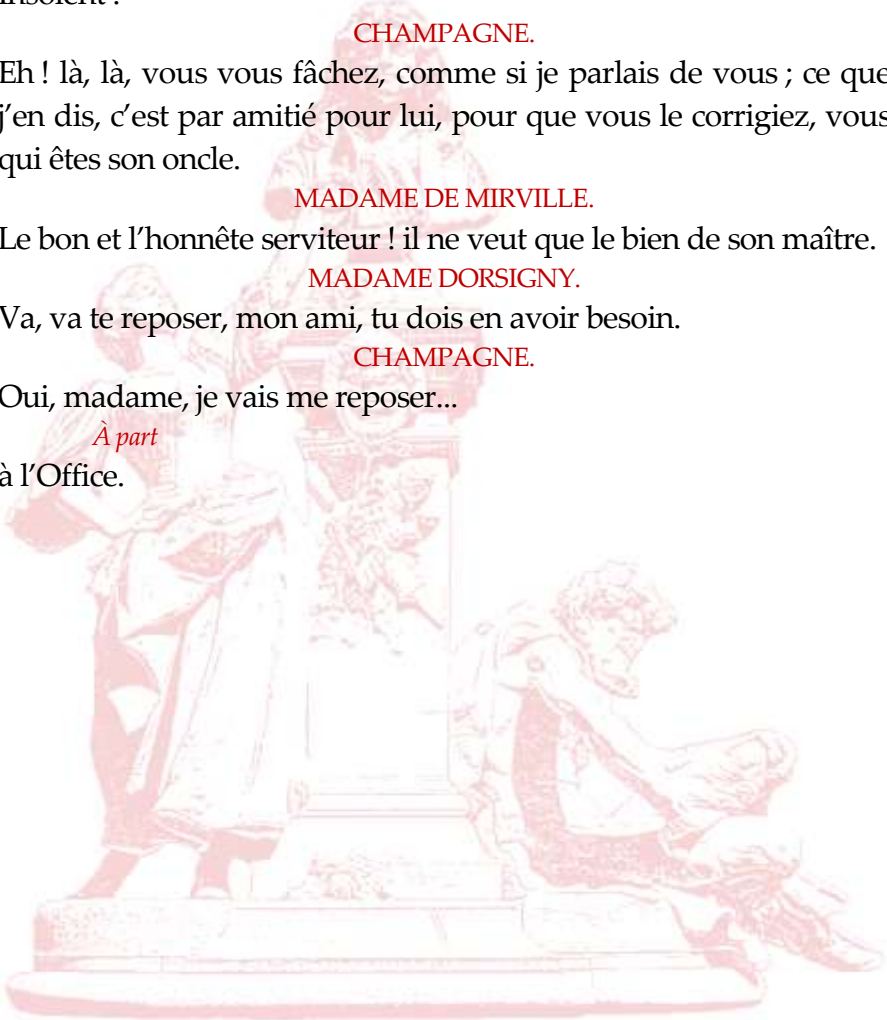 CHAMPAGNE.
Eh ! là, là, vous vous fâchez, comme si je parlais de vous ; ce que
j’en dis, c’est par amitié pour lui, pour que vous le corrigiez, vous
qui êtes son oncle.
MADAME DE MIRVILLE.
Le bon et l’honnête serviteur ! il ne veut que le bien de son maître.
MADAME DORSIGNY.
Va, va te reposer, mon ami, tu dois en avoir besoin.
CHAMPAGNE.
Oui, madame, je vais me reposer...
À part
à l’Office.